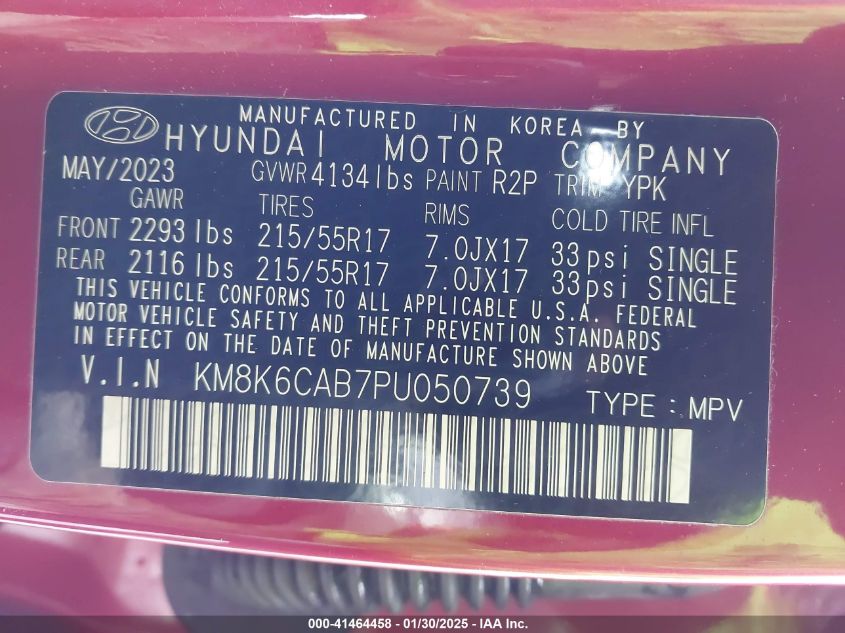 MANUFACTURED IN KOREA BY
HYUNDAI MOTOR COMPANY
MAY/2023 GVWR 4134 lbs PAINT R2P TRIM YPK
GAWR TIRES RIMS COLD TIRE INFL
FRONT 2293 lbs 215/55R17 7.0JX17 33psi SINGLE
REAR 2116 lbs 215/55R17 7.0JX17 33psi SINGLE
THIS VEHICLE CONFORMS TO ALL APPLICABLE U.S.A. FEDERAL
MOTOR VEHICLE SAFETY AND THEFT PREVENTION STANDARDS
IN EFFECT ON THE DATE OF MANUFACTURE SHOWN ABOVE
V.I.N KM8K6CAB7PU050739 TYPE : MPV
000-41464458 - 01/30/2025 - IAA Inc.